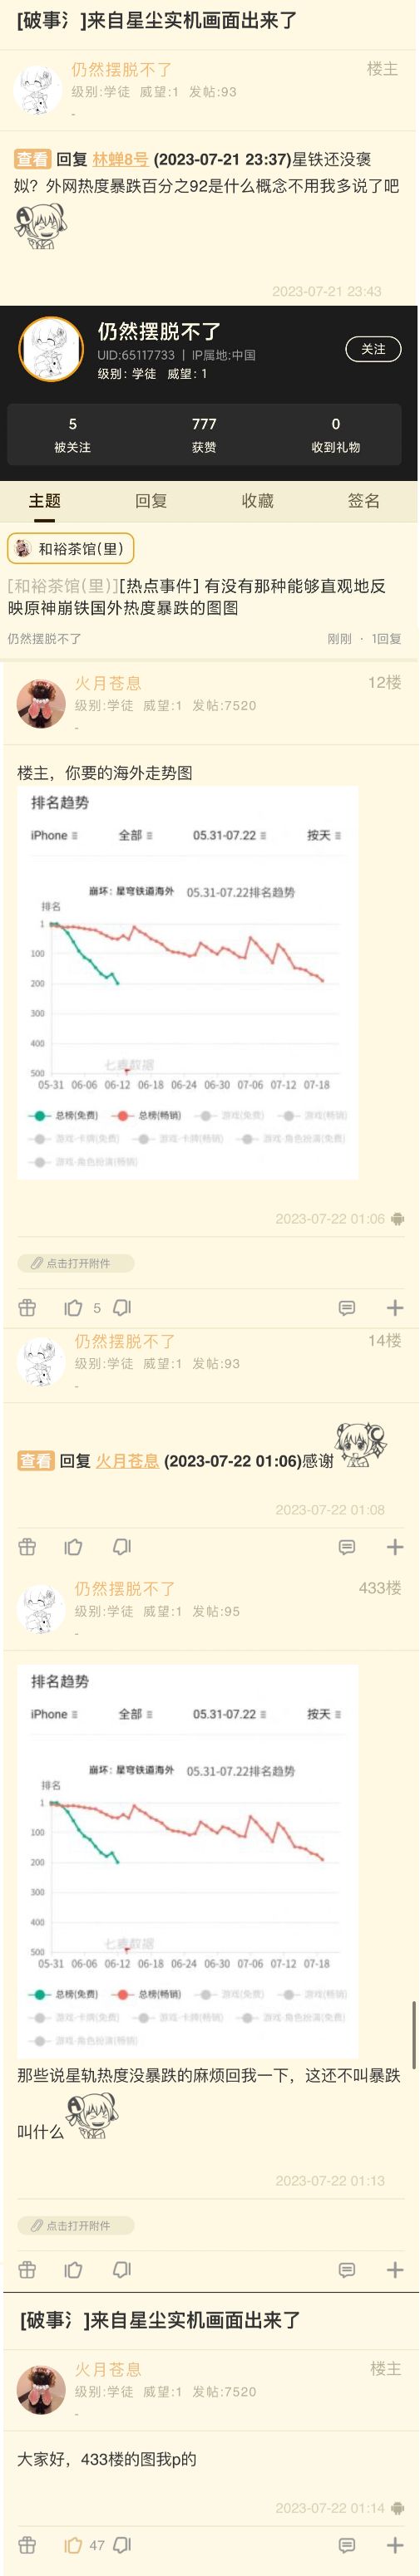 [破事氵]来自星尘实机画面出来了
仍然摆脱不了
楼主
级别:学徒 威望:1 发帖:93
-
查看 回复 林蝉8号 (2023-07-21 23:37)星铁还没褒
姒？外网热度暴跌百分之92是什么概念不用我多说了吧
2023-07-21 23:43
仍然摆脱不了
UID:65117733 | IP属地:中国
级别: 学徒 威望: 1
关注
5 777 0
被关注 获赞 收到礼物
主题 回复 收藏 签名
和裕茶馆(里)
[和裕茶馆(里)][热点事件] 有没有那种能够直观地反
映原神崩铁国外热度暴跌的图图
仍然摆脱不了 刚刚 · 1回复
火月苍息
12楼
级别:学徒 威望:1 发帖:7520
-
楼主，你要的海外走势图
排名趋势
iPhone 全部 05.31-07.22 按天
崩坏：星穹铁道海外 05.31-07.22排名趋势
排名
1
100
200
300
400
500
七麦数据
05-31 06-06 06-12 06-18 06-24 06-30 07-06 07-12 07-18
总榜(免费) 总榜(畅销) 游戏(免费) 游戏(畅销)
游戏-卡牌(免费) 游戏-卡牌(畅销) 游戏-角色扮演(免费)
游戏-角色扮演(畅销)
2023-07-22 01:06
点击打开附件
5
仍然摆脱不了
14楼
级别:学徒 威望:1 发帖:93
-
查看 回复 火月苍息 (2023-07-22 01:06)感谢
2023-07-22 01:08
仍然摆脱不了
433楼
级别:学徒 威望:1 发帖:95
-
排名趋势
iPhone 全部 05.31-07.22 按天
崩坏：星穹铁道海外 05.31-07.22排名趋势
排名
1
100
200
300
400
500
七麦数据
05-31 06-06 06-12 06-18 06-24 06-30 07-06 07-12 07-18
总榜(免费) 总榜(畅销) 游戏(免费) 游戏(畅销)
游戏-卡牌(免费) 游戏-卡牌(畅销) 游戏-角色扮演(免费)
游戏-角色扮演(畅销)
那些说星轨热度没暴跌的麻烦回我一下，这还不叫暴跌
叫什么
2023-07-22 01:13
点击打开附件
[破事氵]来自星尘实机画面出来了
火月苍息
楼主
级别:学徒 威望:1 发帖:7520
-
大家好，433楼的图我p的
2023-07-22 01:14
47